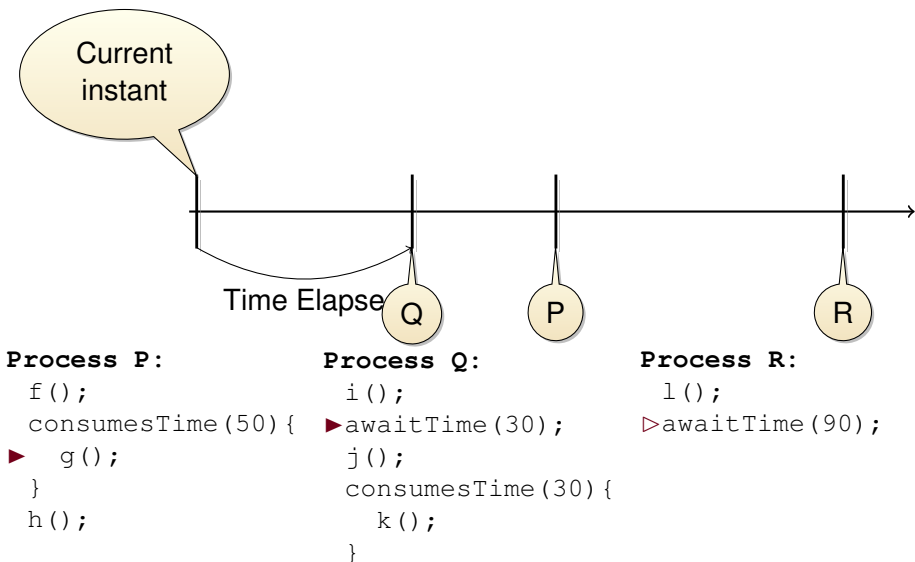 Current
instant
Time Elapse
Q
P
R
Process P:
f();
consumesTime(50){
g();
}
h();
Process Q:
i();
awaitTime(30);
j();
consumesTime(30){
k();
}
Process R:
l();
awaitTime(90);